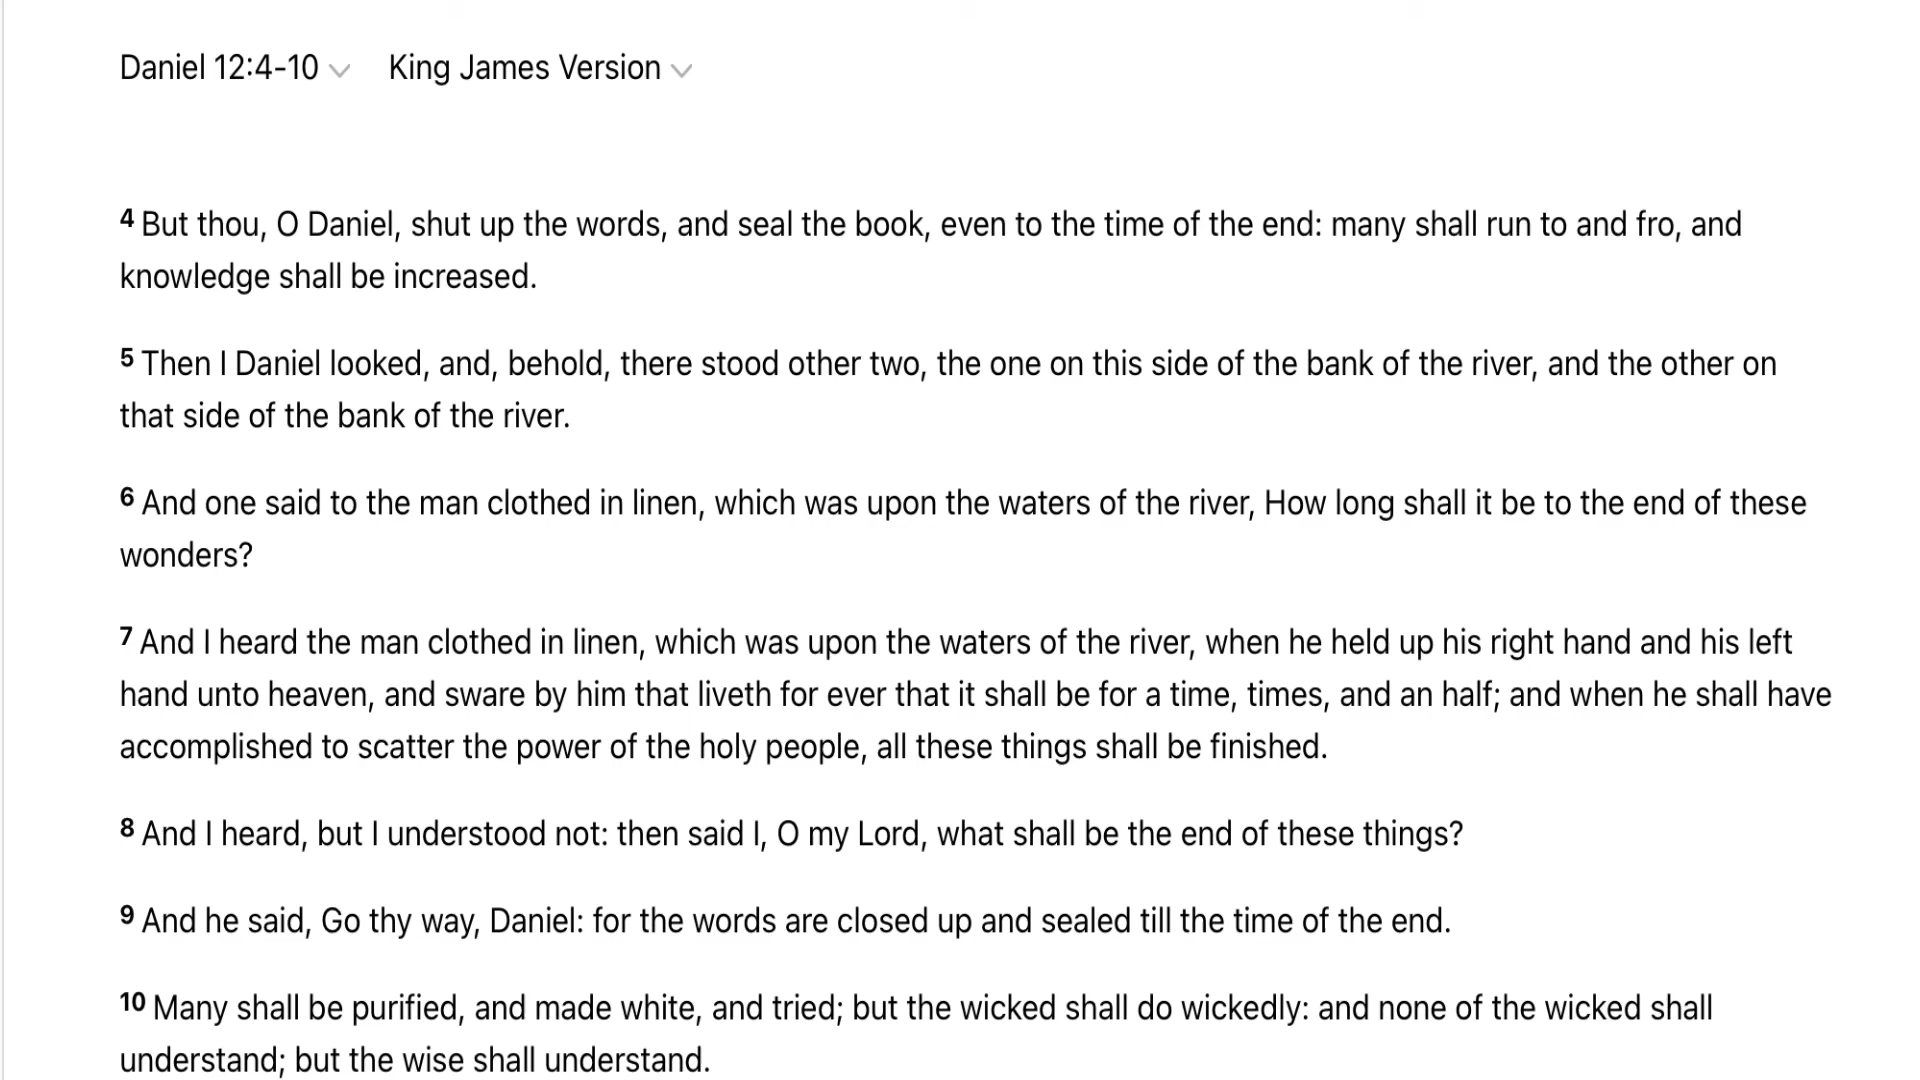 Daniel 12:4-10 King James Version
4 But thou, O Daniel, shut up the words, and seal the book, even to the time of the end: many shall run to and fro, and
knowledge shall be increased.
5 Then I Daniel looked, and, behold, there stood other two, the one on this side of the bank of the river, and the other on
that side of the bank of the river.
6 And one said to the man clothed in linen, which was upon the waters of the river, How long shall it be to the end of these
wonders?
7 And I heard the man clothed in linen, which was upon the waters of the river, when he held up his right hand and his left
hand unto heaven, and sware by him that liveth for ever that it shall be for a time, times, and an half; and when he shall have
accomplished to scatter the power of the holy people, all these things shall be finished.
8 And I heard, but I understood not: then said I, O my Lord, what shall be the end of these things?
9 And he said, Go thy way, Daniel: for the words are closed up and sealed till the time of the end.
10 Many shall be purified, and made white, and tried; but the wicked shall do wickedly: and none of the wicked shall
understand; but the wise shall understand.